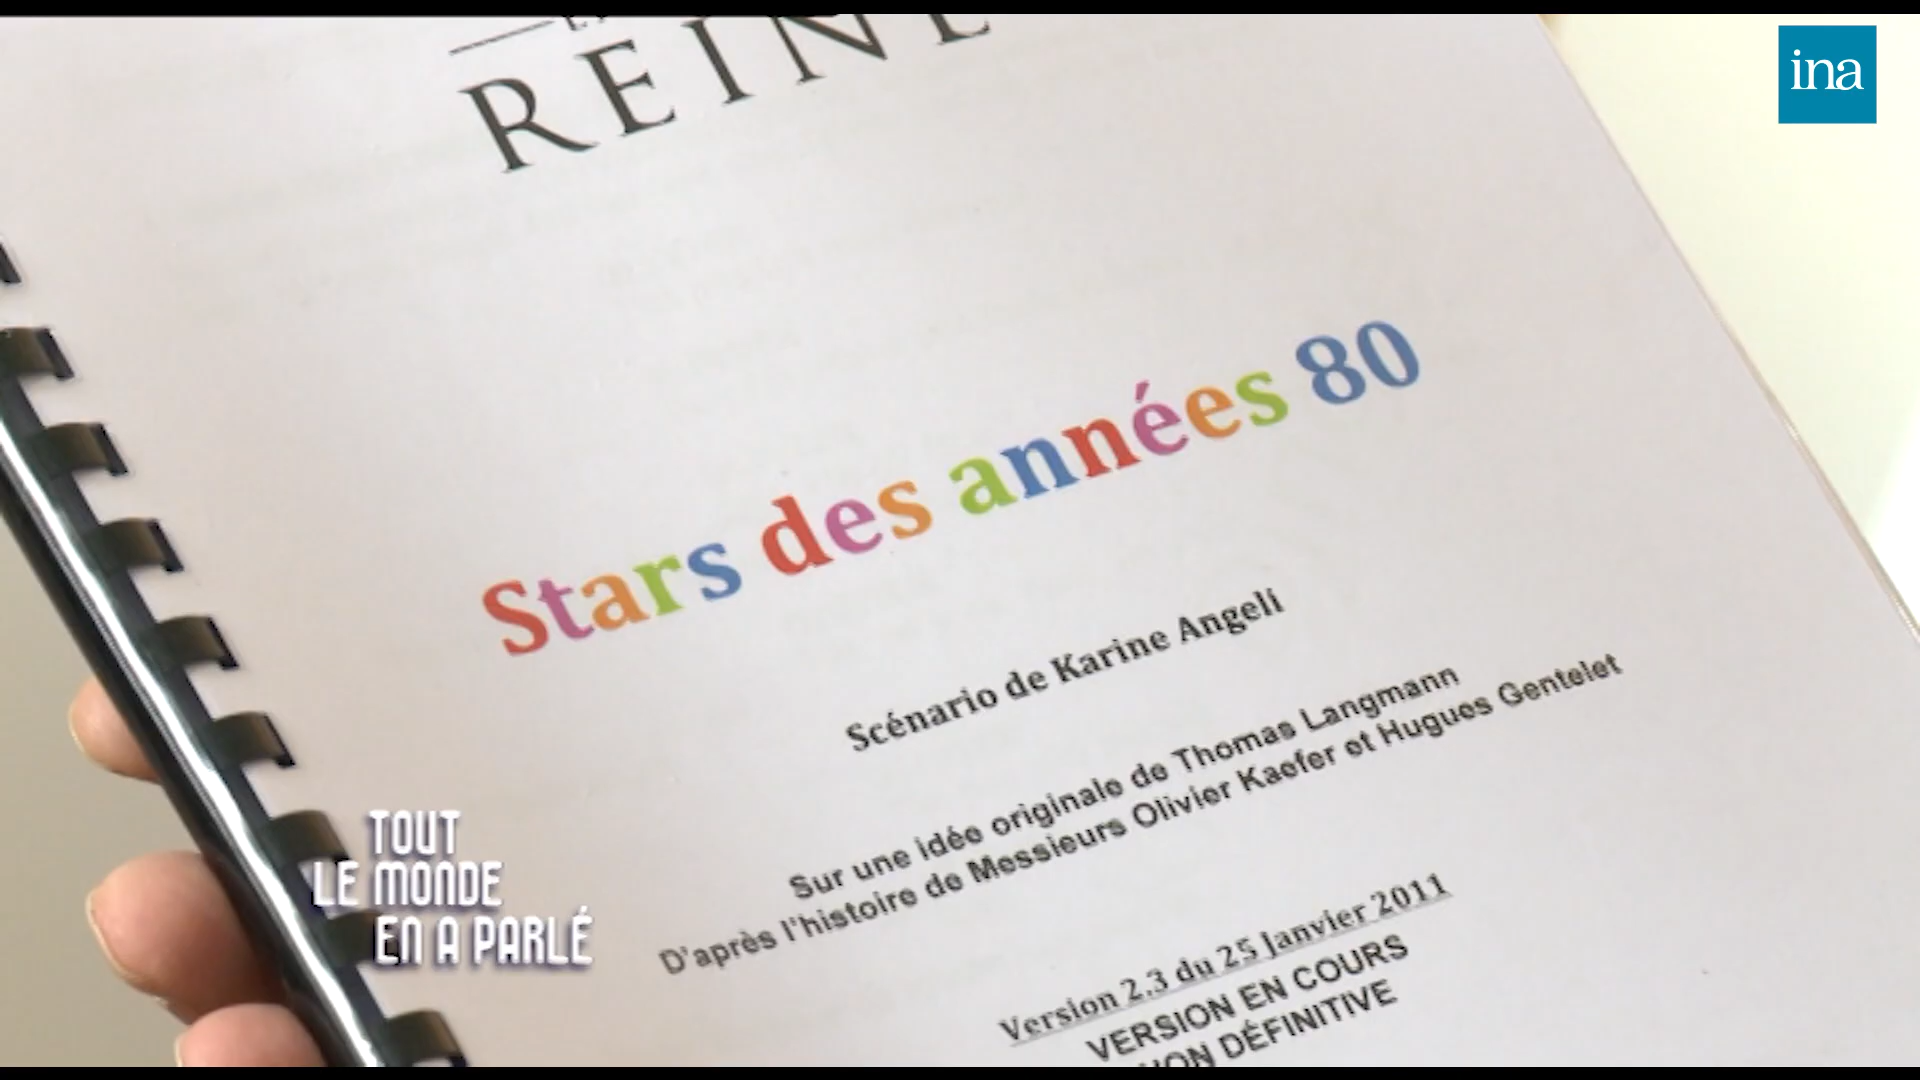 REINE
ina
Stars des années 80
Scénario de Karine Angeli
Sur une idée originale de Thomas Langmann
D'après l'histoire de Messieurs Olivier Kaefer et Hugues Gentelet
Version 2.3 du 25 Janvier 2011
VERSION EN COURS
NON DÉFINITIVE
TOUT
LE MONDE
EN A PARLÉ